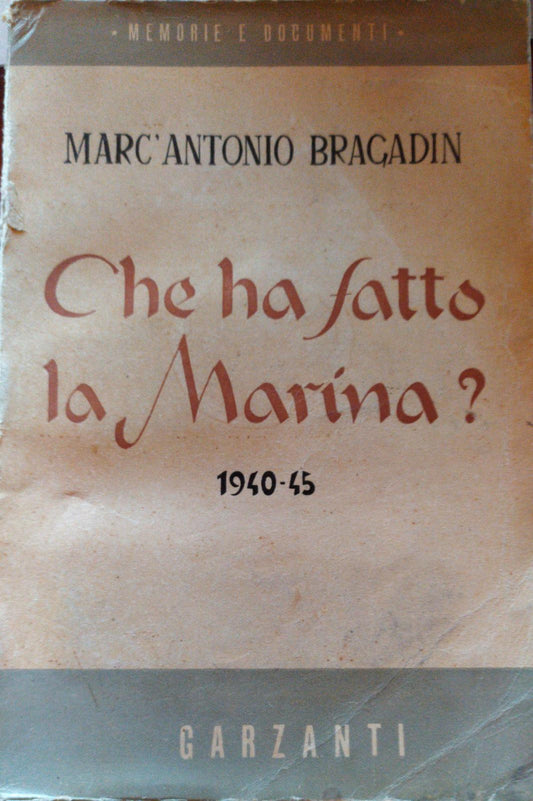 • MEMORIE E DOCUMENTI •
MARC'ANTONIO BRAGADIN
Che ha fatto
la Marina?
1940-45
GARZANTI